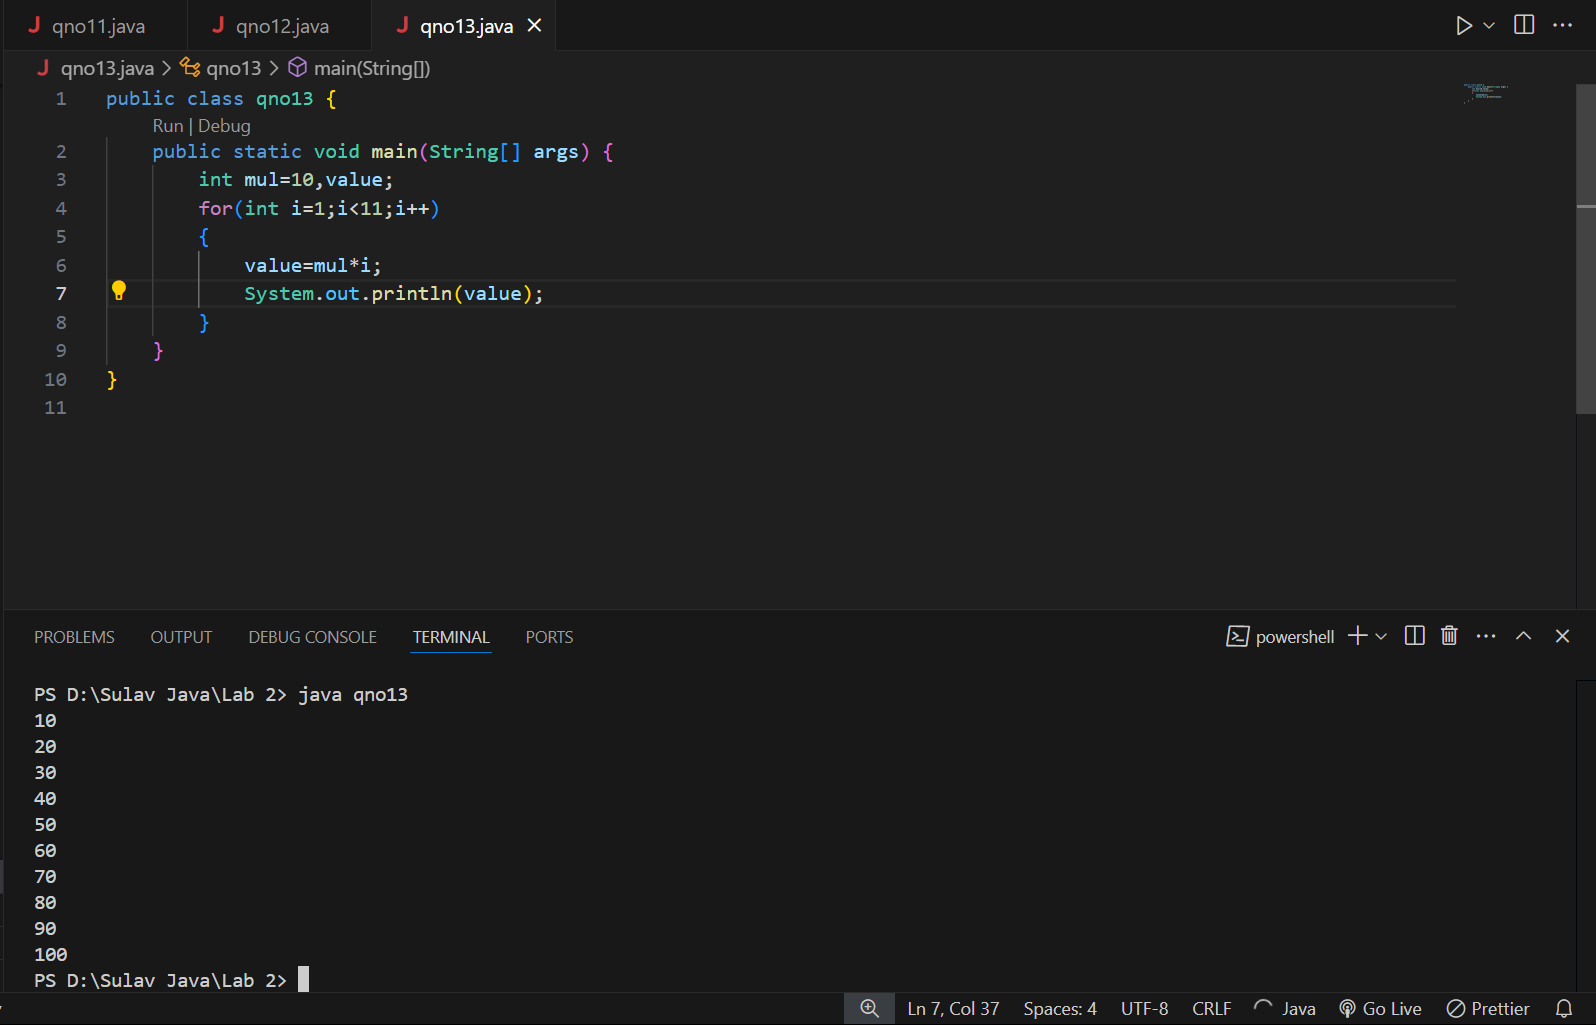 J qno11.java J qno12.java J qno13.java
J qno13.java > qno13 > main(String[])
1 public class qno13 {
Run | Debug
2 public static void main(String[] args) {
3 int mul=10,value;
4 for(int i=1;i<11;i++)
5 {
6 value=mul*i;
7 System.out.println(value);
8 }
9 }
10 }
11
PROBLEMS OUTPUT DEBUG CONSOLE TERMINAL PORTS powershell
PS D:\Sulav Java\Lab 2> java qno13
10
20
30
40
50
60
70
80
90
100
PS D:\Sulav Java\Lab 2>
Ln 7, Col 37 Spaces: 4 UTF-8 CRLF Java Go Live Prettier